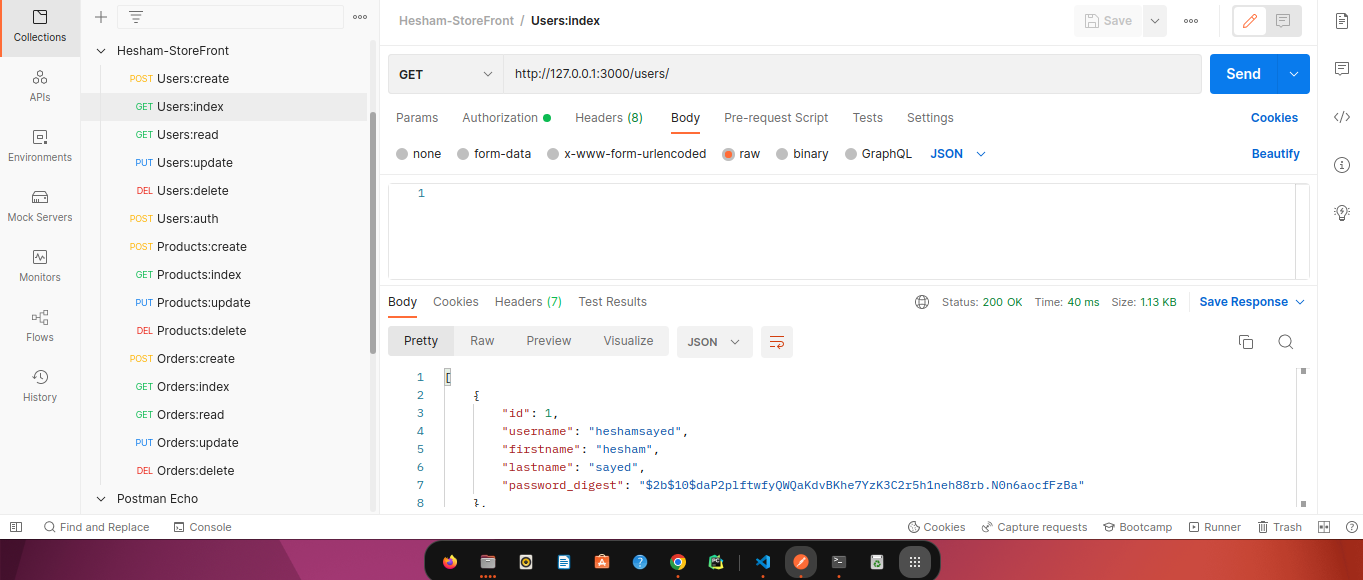 Collections
APIs
Environments
Mock Servers
Monitors
Flows
History
Hesham-StoreFront
POST Users:create
GET Users:index
GET Users:read
PUT Users:update
DEL Users:delete
POST Users:auth
POST Products:create
GET Products:index
PUT Products:update
DEL Products:delete
POST Orders:create
GET Orders:index
GET Orders:read
PUT Orders:update
DEL Orders:delete
Postman Echo
Hesham-StoreFront / Users:index
Save
GET http://127.0.0.1:3000/users/ Send
Params Authorization Headers (8) Body Pre-request Script Tests Settings Cookies
none form-data x-www-form-urlencoded raw binary GraphQL JSON Beautify
1
Body Cookies Headers (7) Test Results Status: 200 OK Time: 40 ms Size: 1.13 KB Save Response
Pretty Raw Preview Visualize JSON
1 [
2 {
3 "id": 1,
4 "username": "heshamsayed",
5 "firstname": "hesham",
6 "lastname": "sayed",
7 "password_digest": "$2b$10$daP2plftwfyQWQaKdvBKhe7YzK3C2r5h1neh88rb.N0n6aocfFzBa"
8 },
Find and Replace Console Cookies Capture requests Bootcamp Runner Trash